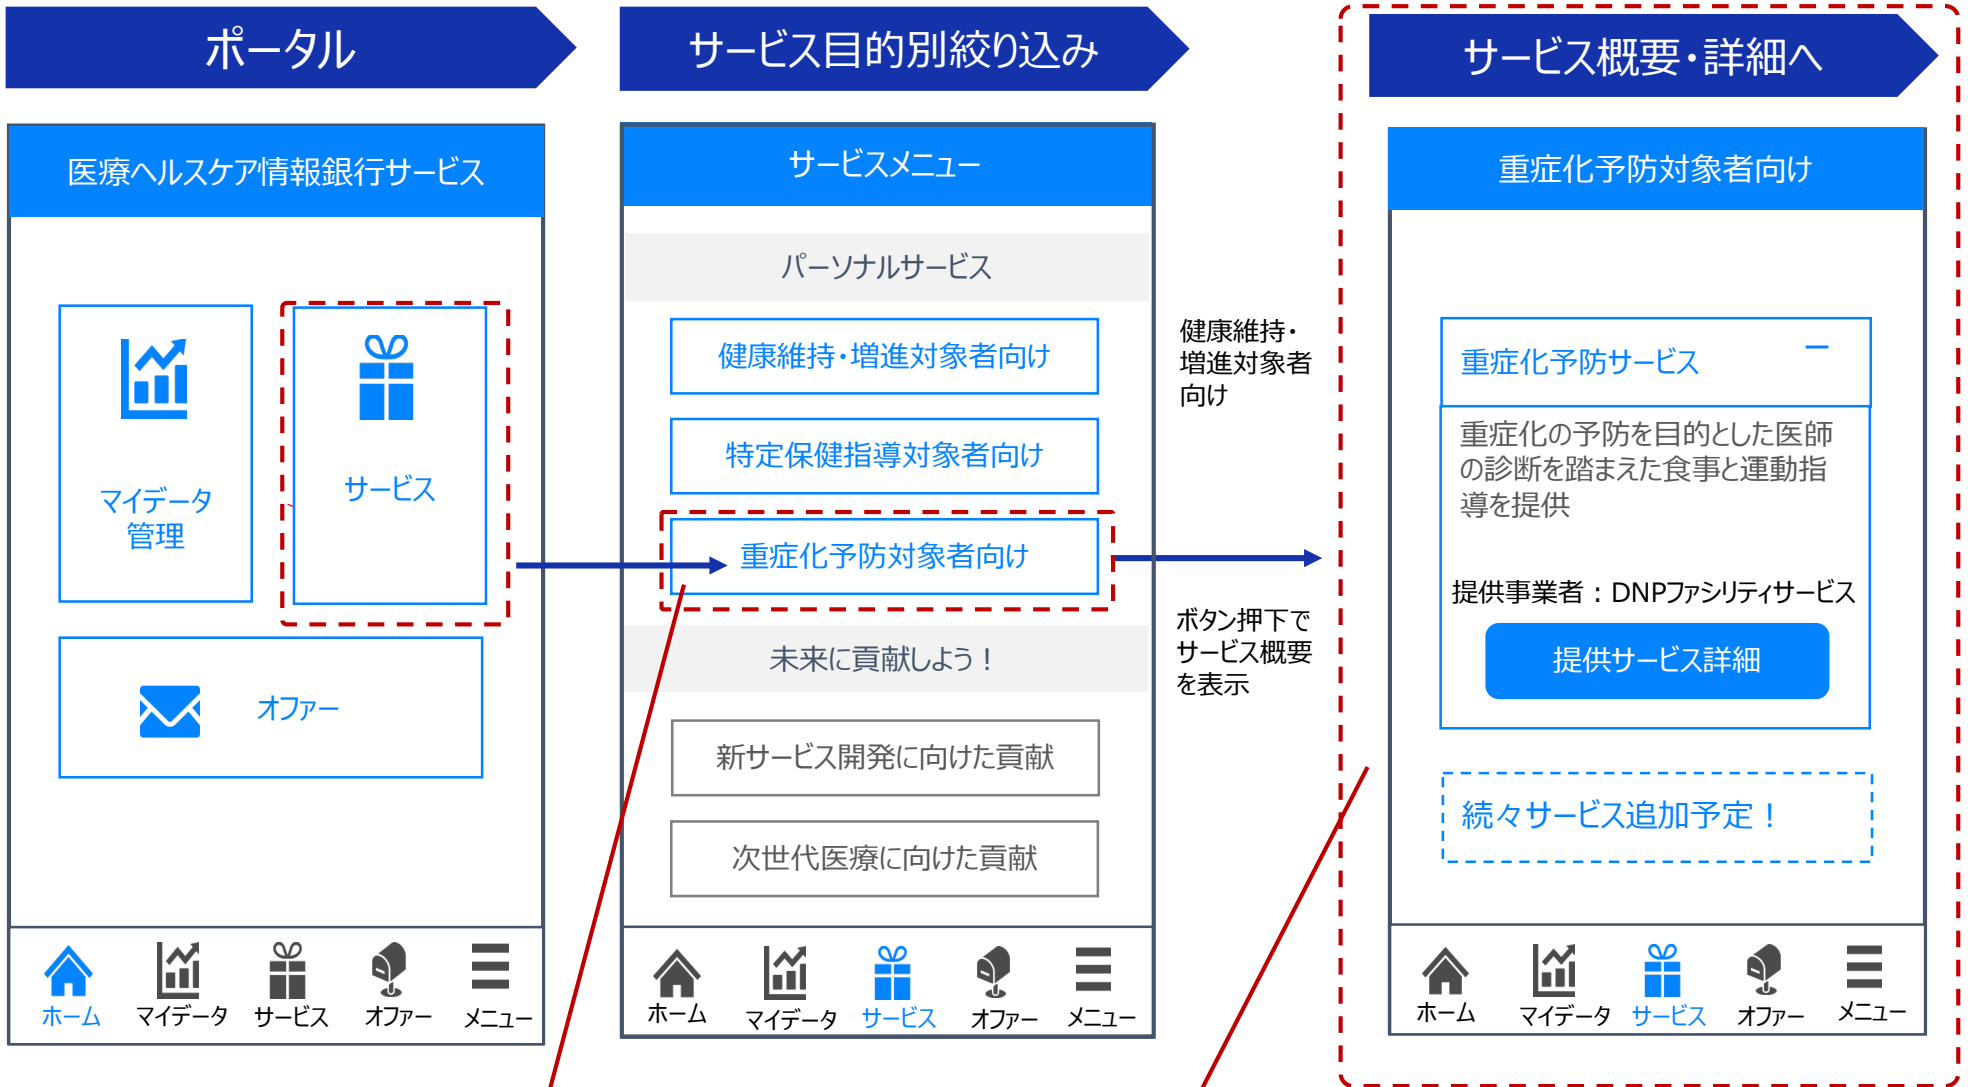 ポータル
医療ヘルスケア情報銀行サービス
マイデータ
管理
サービス
オファー
ホーム
マイデータ
サービス
オファー
メニュー
サービス目的別絞り込み
サービスメニュー
パーソナルサービス
健康維持・増進対象者向け
特定保健指導対象者向け
重症化予防対象者向け
未来に貢献しよう！
新サービス開発に向けた貢献
次世代医療に向けた貢献
ホーム
マイデータ
サービス
オファー
メニュー
健康維持・
増進対象者
向け
ボタン押下で
サービス概要
を表示
サービス概要・詳細へ
重症化予防対象者向け
重症化予防サービス
重症化の予防を目的とした医師
の診断を踏まえた食事と運動指
導を提供
提供事業者：DNPファシリティサービス
提供サービス詳細
続々サービス追加予定！
ホーム
マイデータ
サービス
オファー
メニュー